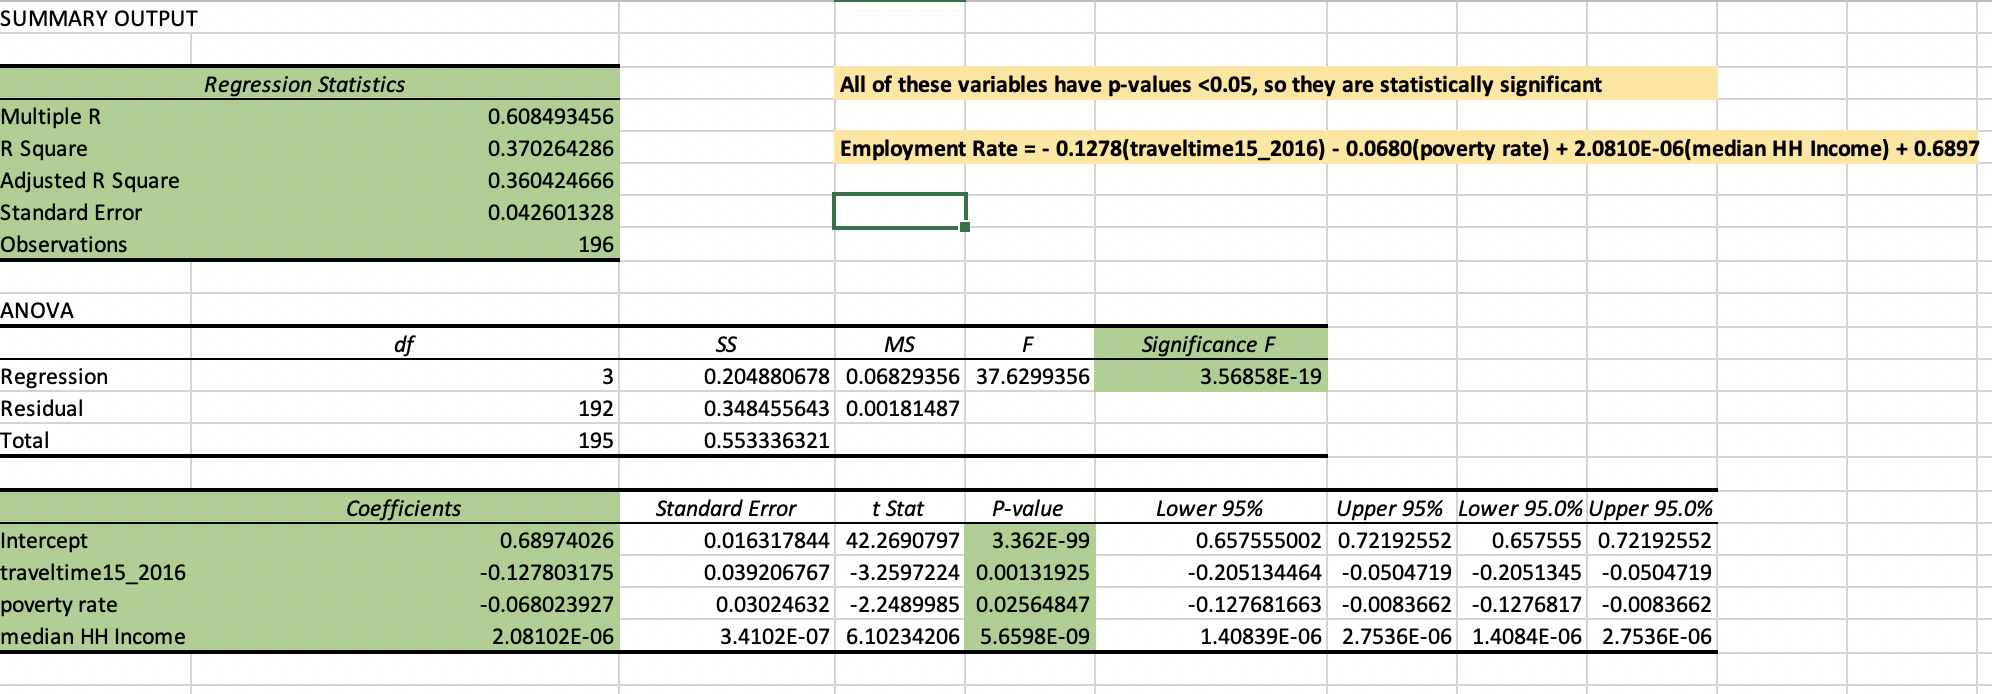 SUMMARY OUTPUT
Regression Statistics
All of these variables have p-values <0.05, so they are statistically significant
Multiple R 0.608493456
R Square 0.370264286
Employment Rate = - 0.1278(traveltime15_2016) - 0.0680(poverty rate) + 2.0810E-06(median HH Income) + 0.6897
Adjusted R Square 0.360424666
Standard Error 0.042601328
Observations 196
ANOVA
df SS MS F Significance F
Regression 3 0.204880678 0.06829356 37.6299356 3.56858E-19
Residual 192 0.348455643 0.00181487
Total 195 0.553336321
Coefficients Standard Error t Stat P-value Lower 95% Upper 95% Lower 95.0% Upper 95.0%
Intercept 0.68974026 0.016317844 42.2690797 3.362E-99 0.657555002 0.72192552 0.657555 0.72192552
traveltime15_2016 -0.127803175 0.039206767 -3.2597224 0.00131925 -0.205134464 -0.0504719 -0.2051345 -0.0504719
poverty rate -0.068023927 0.03024632 -2.2489985 0.02564847 -0.127681663 -0.0083662 -0.1276817 -0.0083662
median HH Income 2.08102E-06 3.4102E-07 6.10234206 5.6598E-09 1.40839E-06 2.7536E-06 1.4084E-06 2.7536E-06